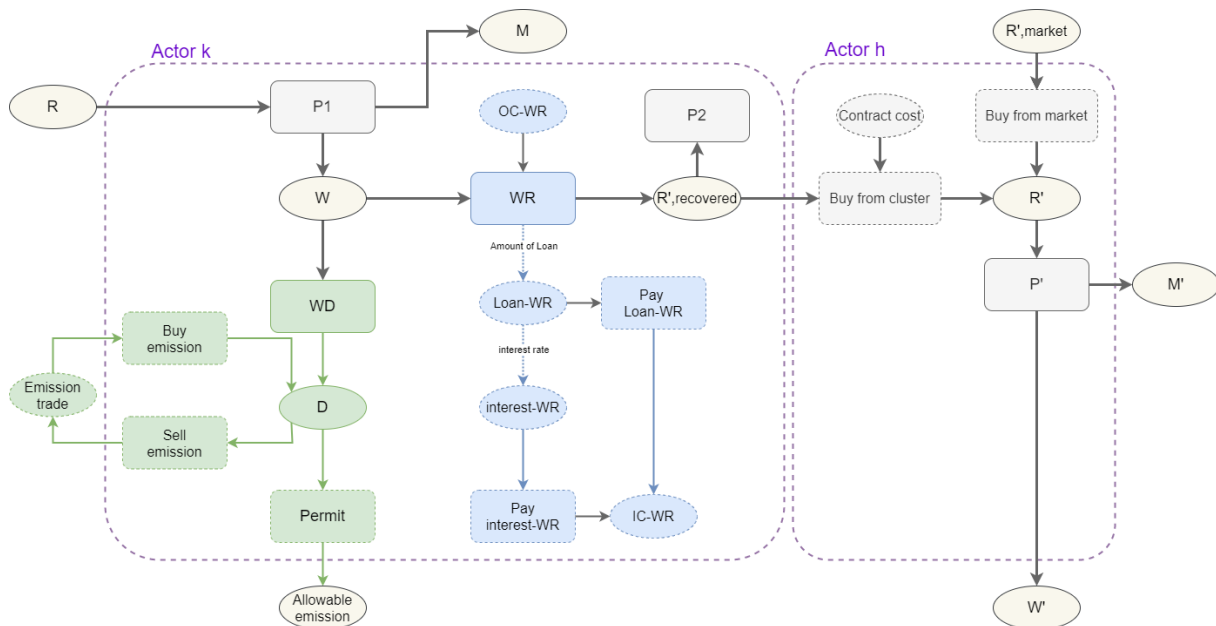 M
R',market
Actor k
Actor h
R
P1
OC-WR
P2
Contract cost
Buy from market
W
WR
R',recovered
Buy from cluster
R'
Amount of Loan
WD
Loan-WR
Pay
Loan-WR
P'
M'
Buy
emission
interest rate
Emission
trade
D
interest-WR
Sell
emission
Permit
Pay
interest-WR
IC-WR
Allowable
emission
W'